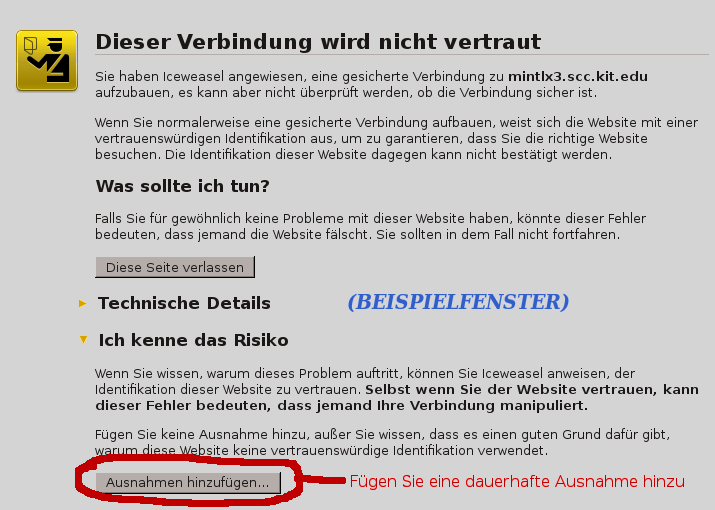 Dieser Verbindung wird nicht vertraut
Sie haben Iceweasel angewiesen, eine gesicherte Verbindung zu mintlx3.scc.kit.edu
aufzubauen, es kann aber nicht überprüft werden, ob die Verbindung sicher ist.
Wenn Sie normalerweise eine gesicherte Verbindung aufbauen, weist sich die Website mit einer
vertrauenswürdigen Identifikation aus, um zu garantieren, dass Sie die richtige Website
besuchen. Die Identifikation dieser Website dagegen kann nicht bestätigt werden.
Was sollte ich tun?
Falls Sie für gewöhnlich keine Probleme mit dieser Website haben, könnte dieser Fehler
bedeuten, dass jemand die Website fälscht. Sie sollten in dem Fall nicht fortfahren.
Diese Seite verlassen
Technische Details (BEISPIELFENSTER)
Ich kenne das Risiko
Wenn Sie wissen, warum dieses Problem auftritt, können Sie Iceweasel anweisen, der
Identifikation dieser Website zu vertrauen. Selbst wenn Sie der Website vertrauen, kann
dieser Fehler bedeuten, dass jemand Ihre Verbindung manipuliert.
Fügen Sie keine Ausnahme hinzu, außer Sie wissen, dass es einen guten Grund dafür gibt,
warum diese Website keine vertrauenswürdige Identifikation verwendet.
Ausnahmen hinzufügen... Fügen Sie eine dauerhafte Ausnahme hinzu